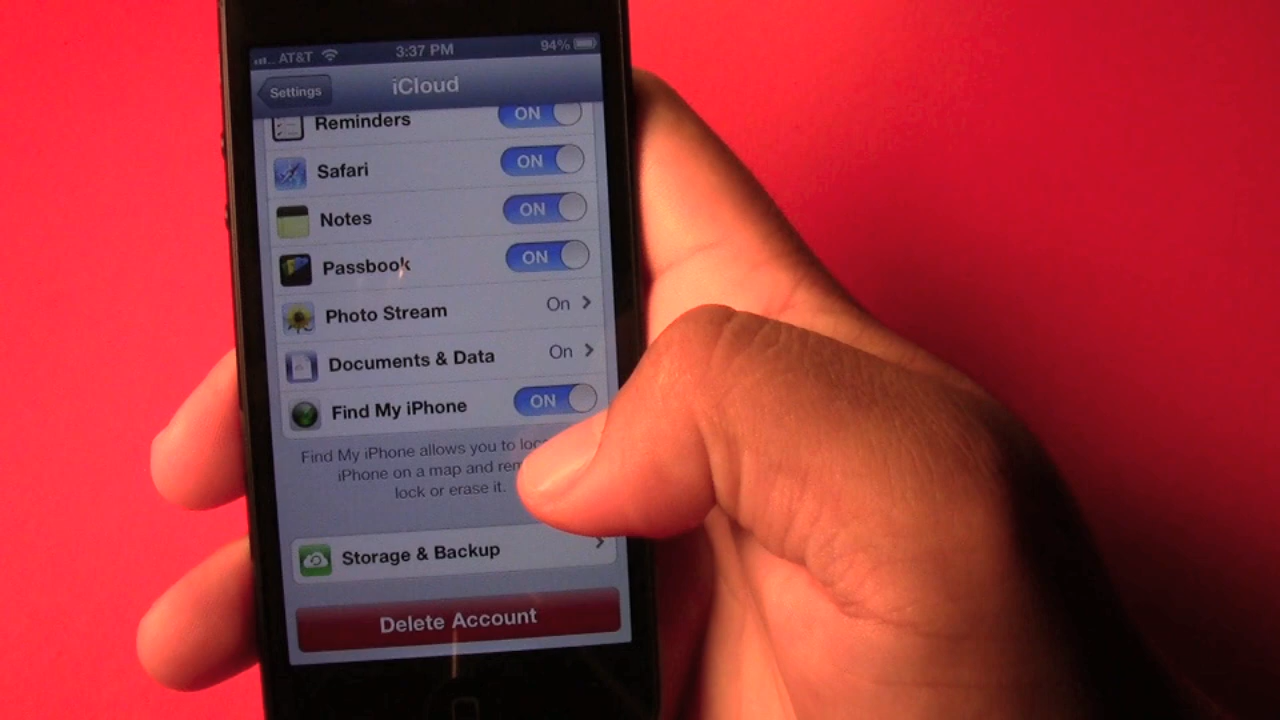 AT&T 3:37 PM 94%
Settings iCloud
Reminders ON
Safari ON
Notes ON
Passbook ON
Photo Stream On
Documents & Data On
Find My iPhone ON
Find My iPhone allows you to
iPhone on a map and
lock or erase it.
Storage & Backup
Delete Account